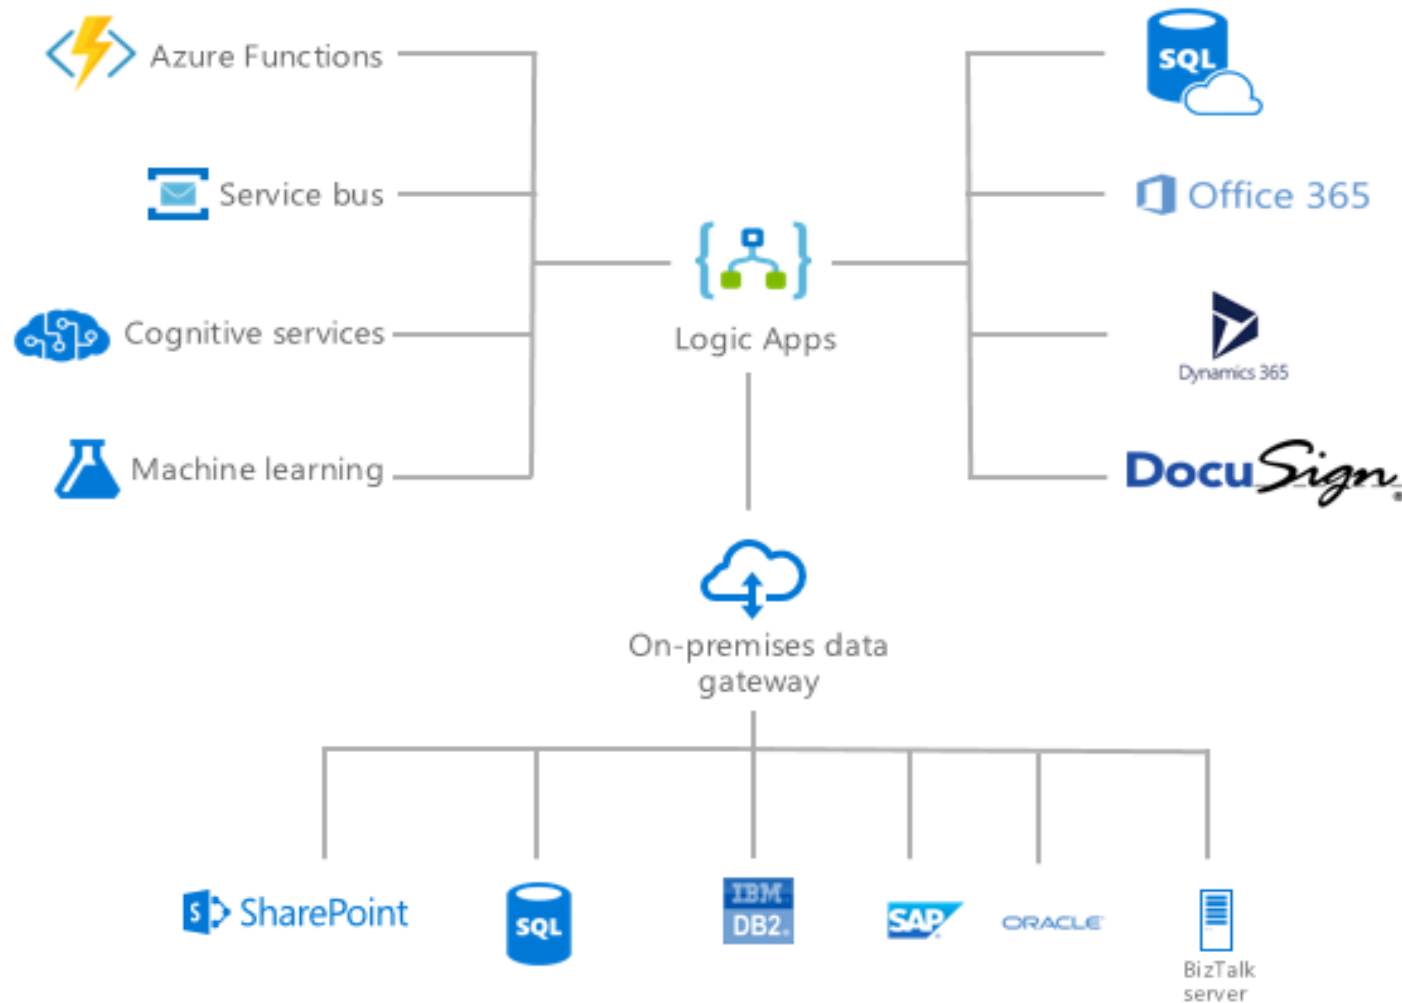 Azure Functions
SQL
Service bus
Office 365
Cognitive services
Logic Apps
Dynamics 365
Machine learning
DocuSign®
On-premises data
gateway
S SharePoint
SQL
IBM
DB2.
SAP
ORACLE
BizTalk
server